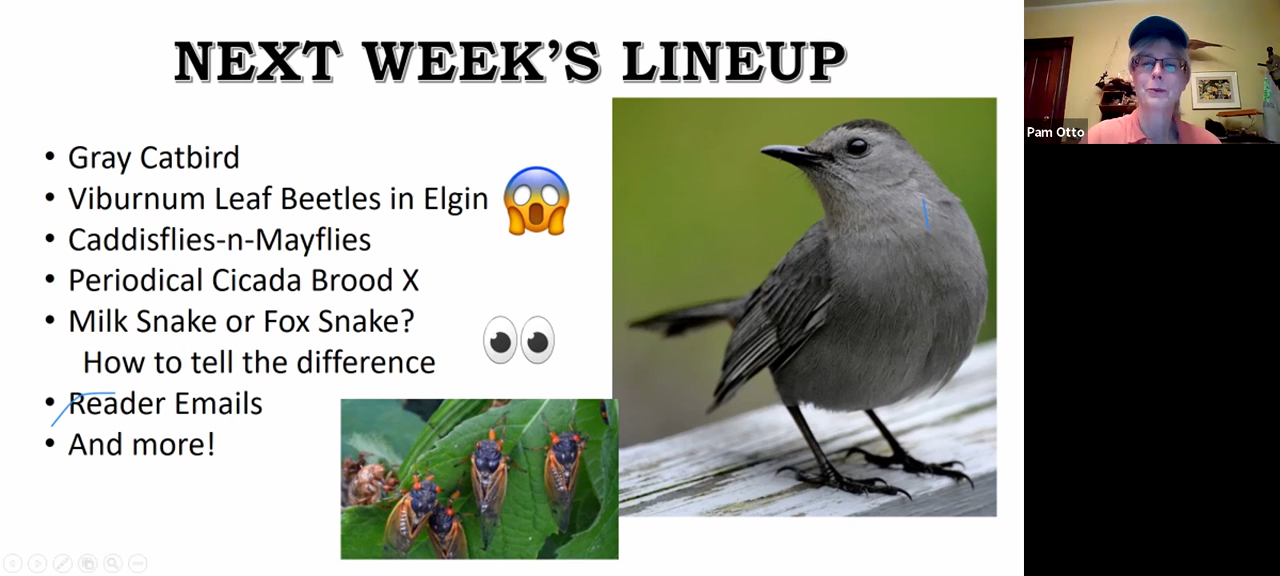 NEXT WEEK'S LINEUP
• Gray Catbird
• Viburnum Leaf Beetles in Elgin
• Caddisflies-n-Mayflies
• Periodical Cicada Brood X
• Milk Snake or Fox Snake?
How to tell the difference
• Reader Emails
• And more!
Pam Otto